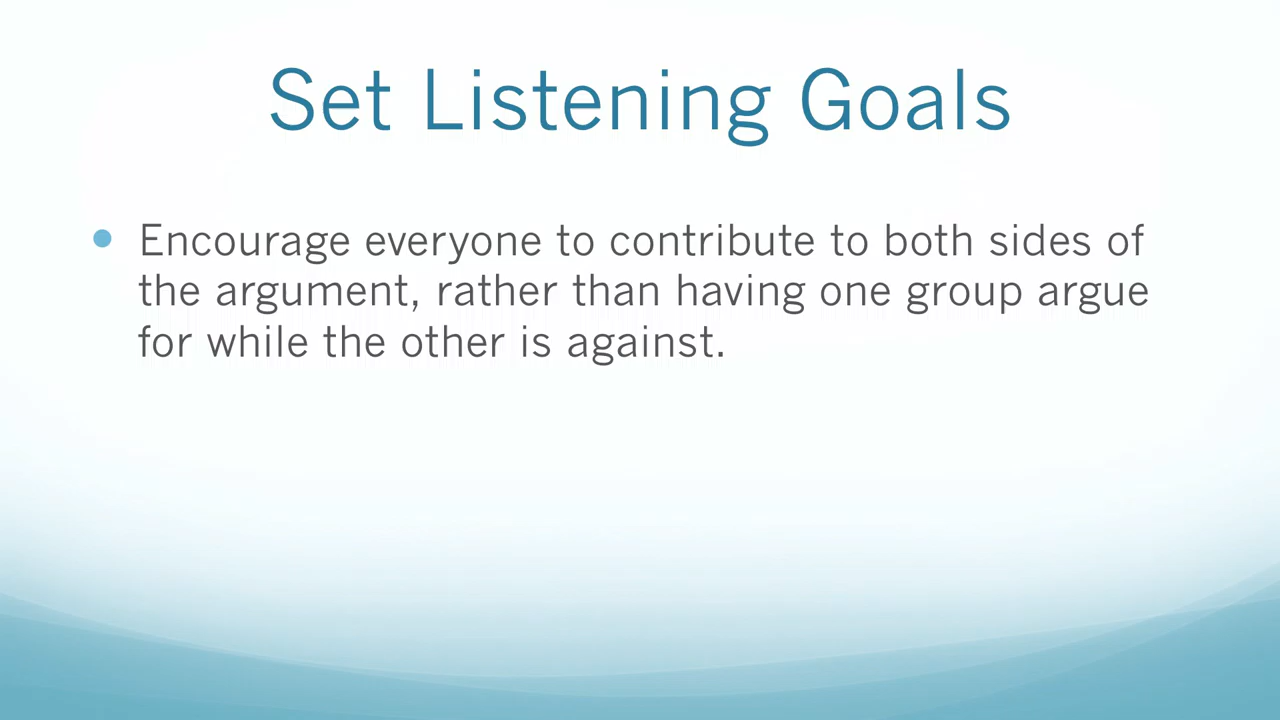 Set Listening Goals
Encourage everyone to contribute to both sides of
the argument, rather than having one group argue
for while the other is against.